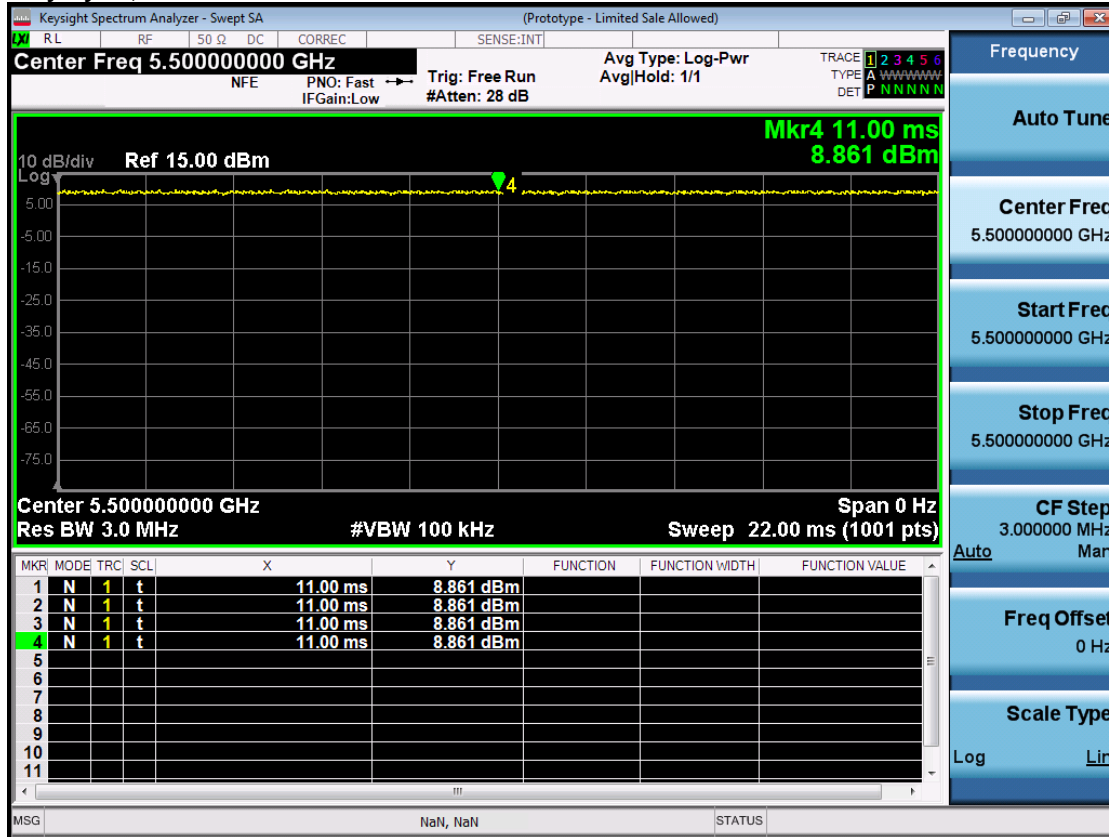 Keysight Spectrum Analyzer - Swept SA (Prototype - Limited Sale Allowed)
LXI RL RF 50 Ω DC CORREC SENSE:INT
Center Freq 5.500000000 GHz
NFE PNO: Fast IFGain:Low
Trig: Free Run
#Atten: 28 dB
Avg Type: Log-Pwr
Avg|Hold: 1/1
TRACE 1 2 3 4 5 6
TYPE A WWWWW
DET P N N N N N
Mkr4 11.00 ms
8.861 dBm
10 dB/div Ref 15.00 dBm
Log
4
5.00
-5.00
-15.0
-25.0
-35.0
-45.0
-55.0
-65.0
-75.0
Center 5.500000000 GHz Span 0 Hz
Res BW 3.0 MHz #VBW 100 kHz Sweep 22.00 ms (1001 pts)
MKR MODE TRC SCL X Y FUNCTION FUNCTION WIDTH FUNCTION VALUE
1 N 1 t 11.00 ms 8.861 dBm
2 N 1 t 11.00 ms 8.861 dBm
3 N 1 t 11.00 ms 8.861 dBm
4 N 1 t 11.00 ms 8.861 dBm
5
6
7
8
9
10
11
MSG NaN, NaN STATUS
Frequency
Auto Tune
Center Freq
5.500000000 GHz
Start Freq
5.500000000 GHz
Stop Freq
5.500000000 GHz
CF Step
3.000000 MHz
Auto Man
Freq Offset
0 Hz
Scale Type
Log Lin